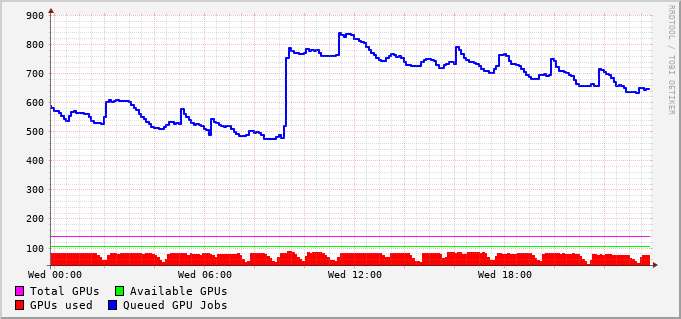 900
800
700
600
500
400
300
200
100
Wed 00:00 Wed 06:00 Wed 12:00 Wed 18:00
Total GPUs Available GPUs
GPUs used Queued GPU Jobs
RRDTOOL / TOBI OETIKER